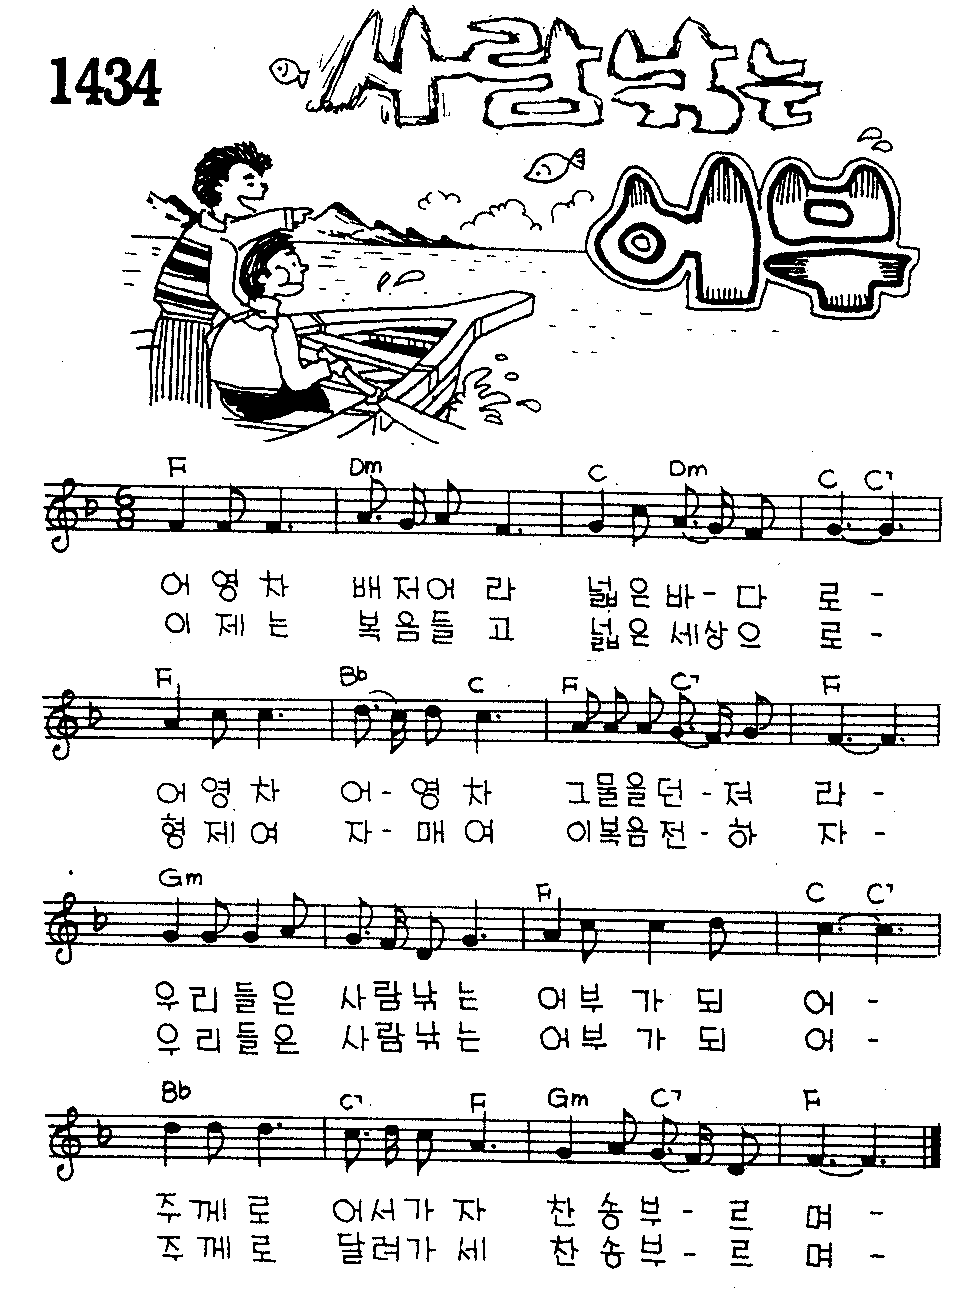 1434
사람낚는
어부
F Dm C Dm C C7
어 영 차 배 저 어 라 넓 은 바 - 다 로 -
이 제 는 복 음 들 고 넓 은 세 상 으 로 -
F Bb C F C7 F
어 영 차 어 - 영 차 그 물 을 던 - 져 라 -
형 제 여 자 - 매 여 이 복 음 전 - 하 자 -
Gm F C C7
우 리 들 은 사 람 낚 는 어 부 가 되 어 -
우 리 들 은 사 람 낚 는 어 부 가 되 어 -
Bb C7 F Gm C7 F
주 께 로 어 서 가 자 찬 송 부 - 르 며 -
주 께 로 달 려 가 세 찬 송 부 - 르 며 -